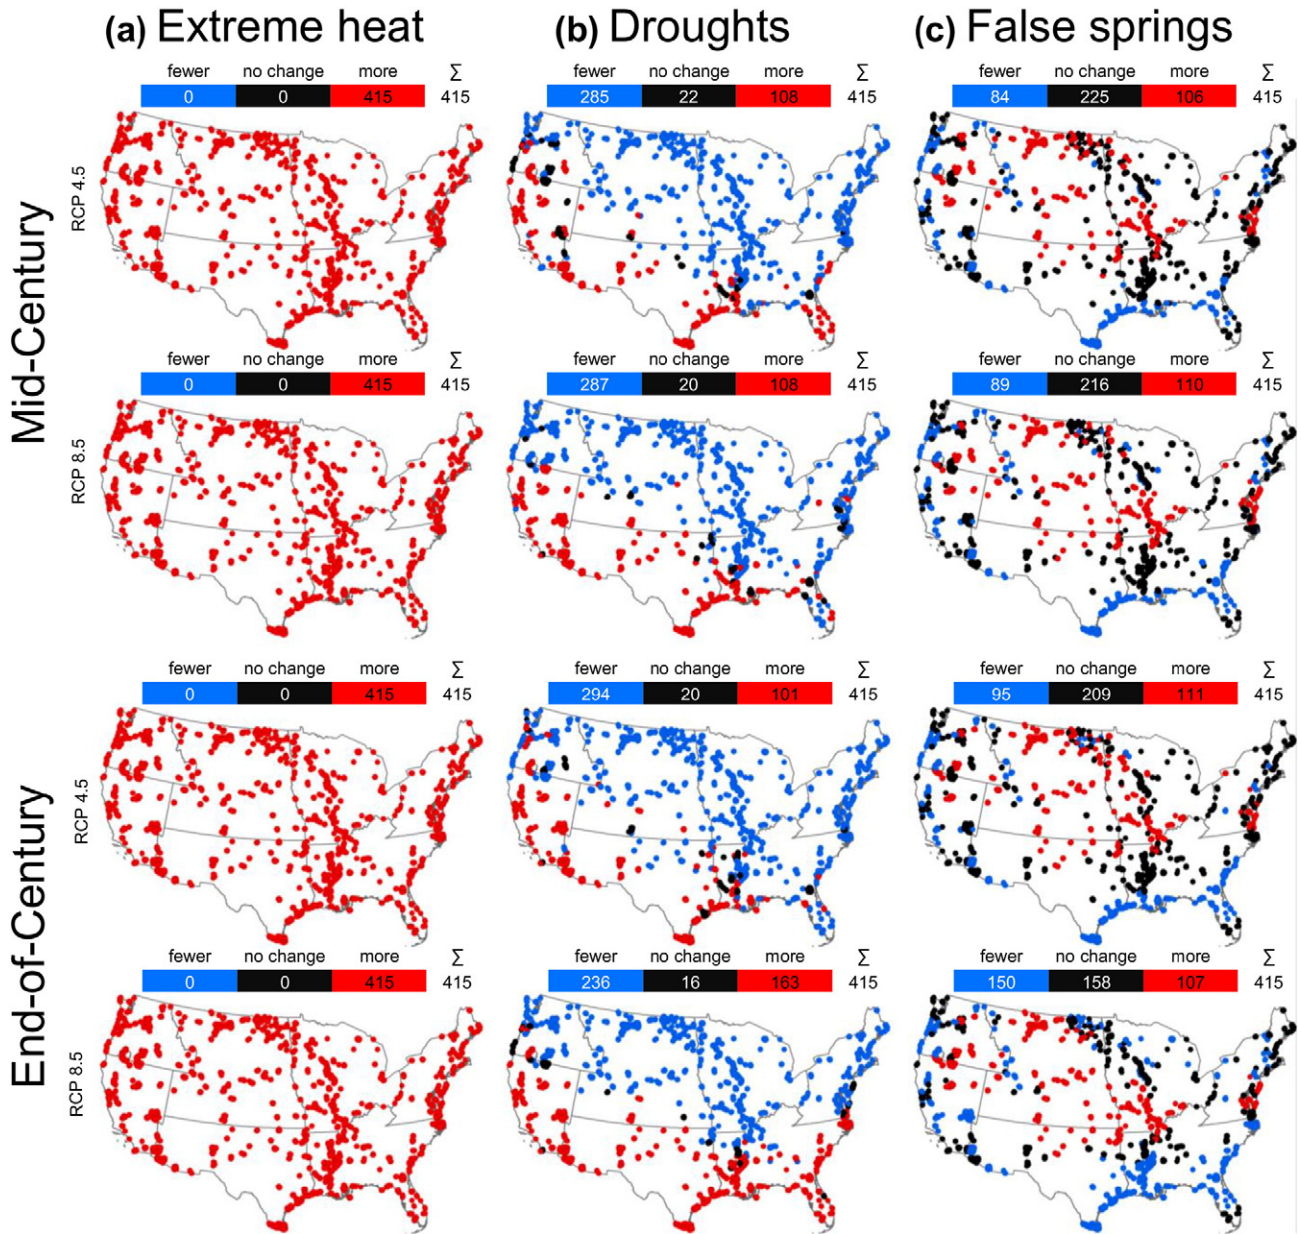 (a) Extreme heat (b) Droughts (c) False springs
fewer no change more ∑ fewer no change more ∑ fewer no change more ∑
0 0 415 415 285 22 108 415 84 225 106 415
Mid-Century
RCP 4.5
fewer no change more ∑ fewer no change more ∑ fewer no change more ∑
0 0 415 415 287 20 108 415 89 216 110 415
RCP 8.5
fewer no change more ∑ fewer no change more ∑ fewer no change more ∑
0 0 415 415 294 20 101 415 95 209 111 415
End-of-Century
RCP 4.5
fewer no change more ∑ fewer no change more ∑ fewer no change more ∑
0 0 415 415 236 16 163 415 150 158 107 415
RCP 8.5